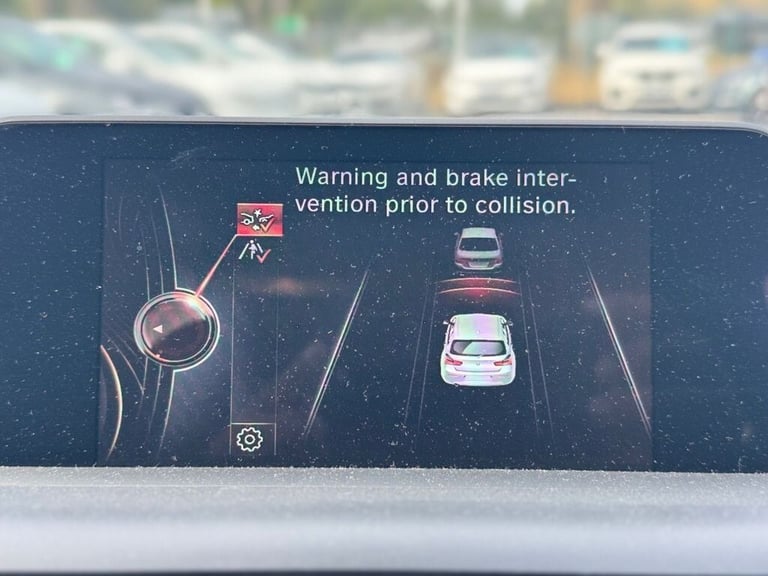 Warning and brake inter-
vention prior to collision.